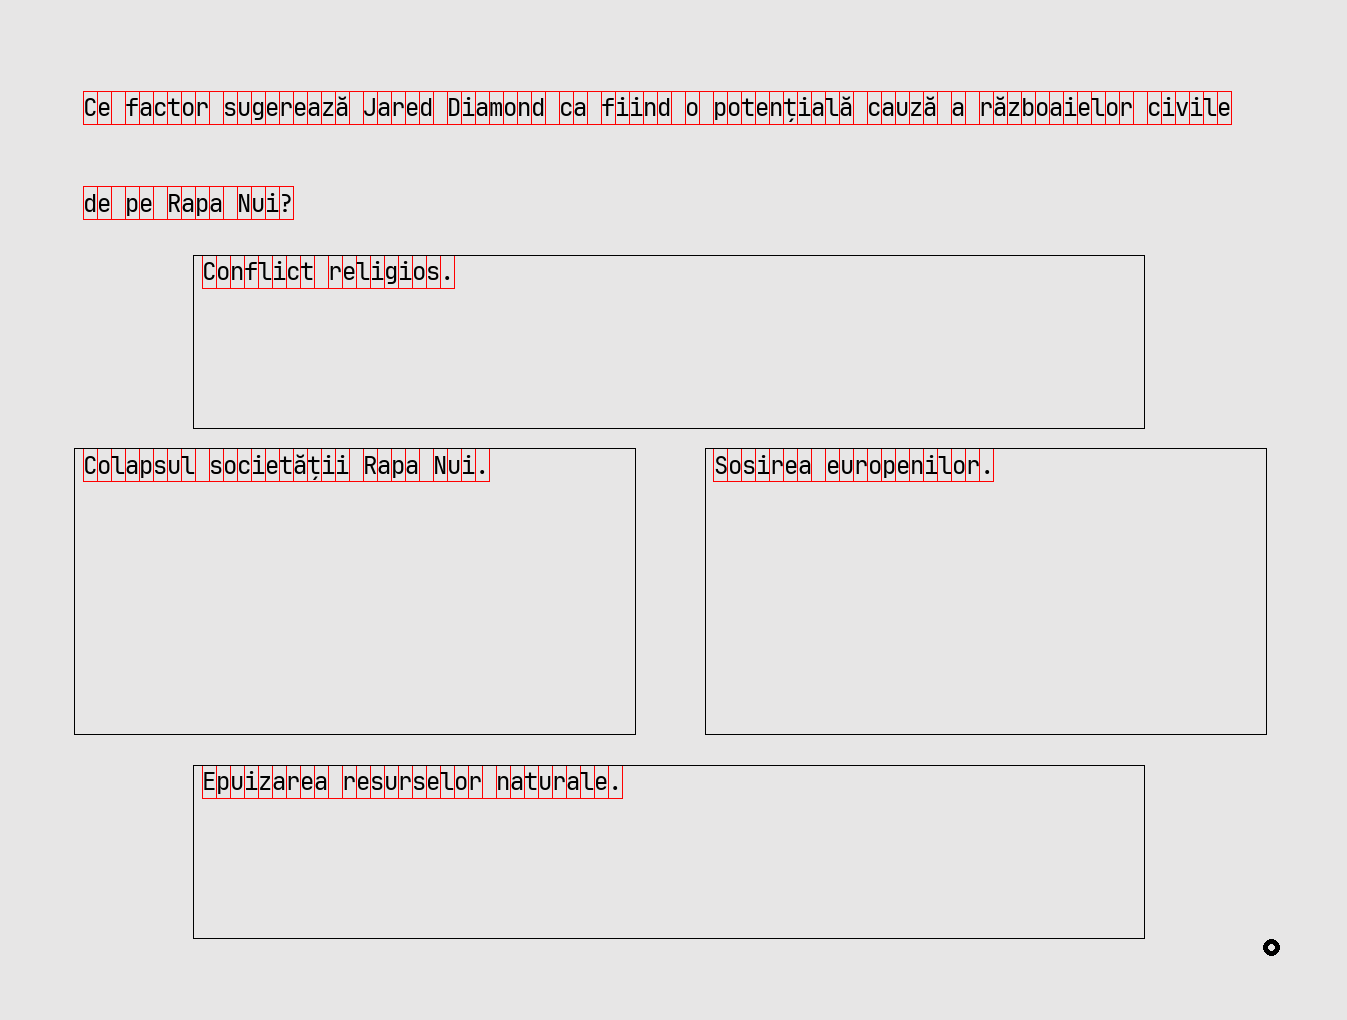 Ce factor sugerează Jared Diamond ca fiind o potențială cauză a războaielor civile
de pe Rapa Nui?
Conflict religios.
Colapsul societății Rapa Nui.
Sosirea europenilor.
Epuizarea resurselor naturale.